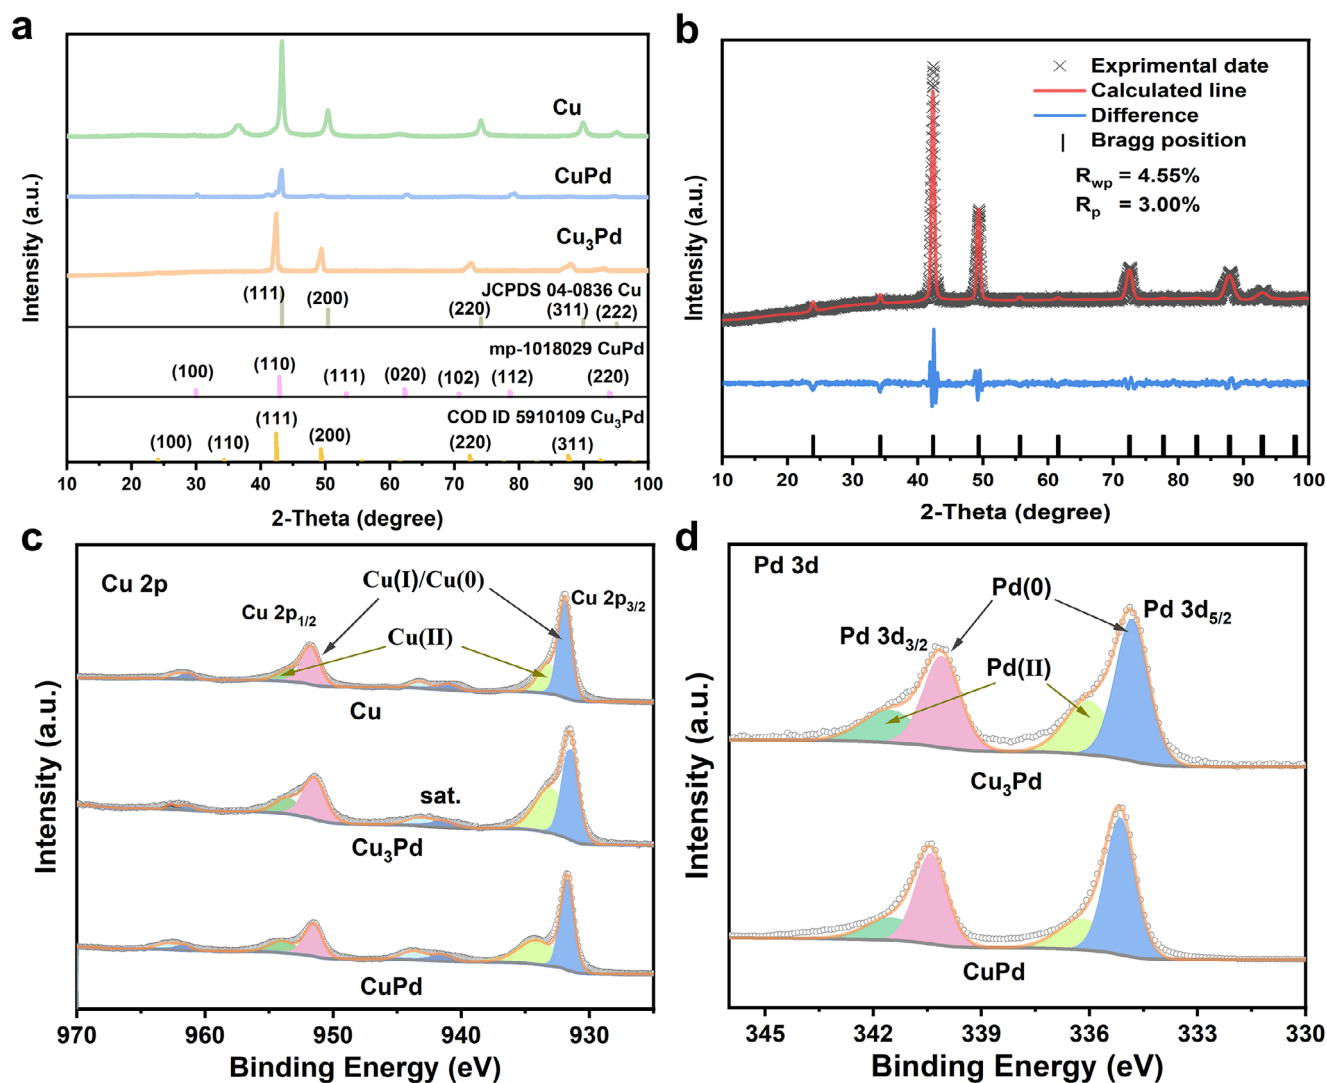 a
Intensity (a.u.)
Cu
CuPd
Cu₃Pd
JCPDS 04-0836 Cu
(111)
(200)
(220)
(311)
(222)
mp-1018029 CuPd
(100)
(110)
(111)
(020)
(102)
(112)
(220)
COD ID 5910109 Cu₃Pd
(100)
(110)
(111)
(200)
(220)
(311)
10 20 30 40 50 60 70 80 90 100
2-Theta (degree)
b
Intensity (a.u.)
Exprimental date
Calculated line
Difference
Bragg position
R_wp = 4.55%
R_p = 3.00%
10 20 30 40 50 60 70 80 90 100
2-Theta (degree)
c
Intensity (a.u.)
Cu 2p
Cu(I)/Cu(0)
Cu 2p₁/₂
Cu 2p₃/₂
Cu(II)
Cu
sat.
Cu₃Pd
CuPd
970 960 950 940 930
Binding Energy (eV)
d
Intensity (a.u.)
Pd 3d
Pd(0)
Pd 3d₅/₂
Pd 3d₃/₂
Pd(II)
Cu₃Pd
CuPd
345 342 339 336 333 330
Binding Energy (eV)